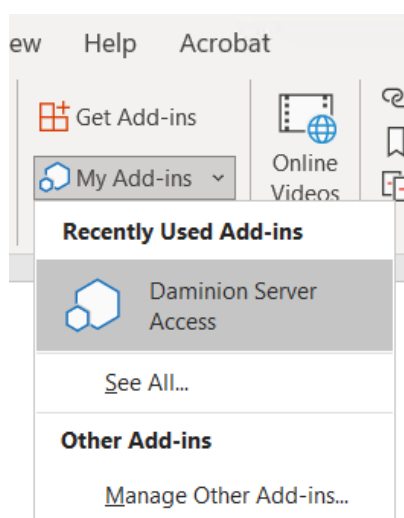 ew Help Acrobat
Get Add-ins
My Add-ins
Online
Videos
Recently Used Add-ins
Daminion Server
Access
See All...
Other Add-ins
Manage Other Add-ins...